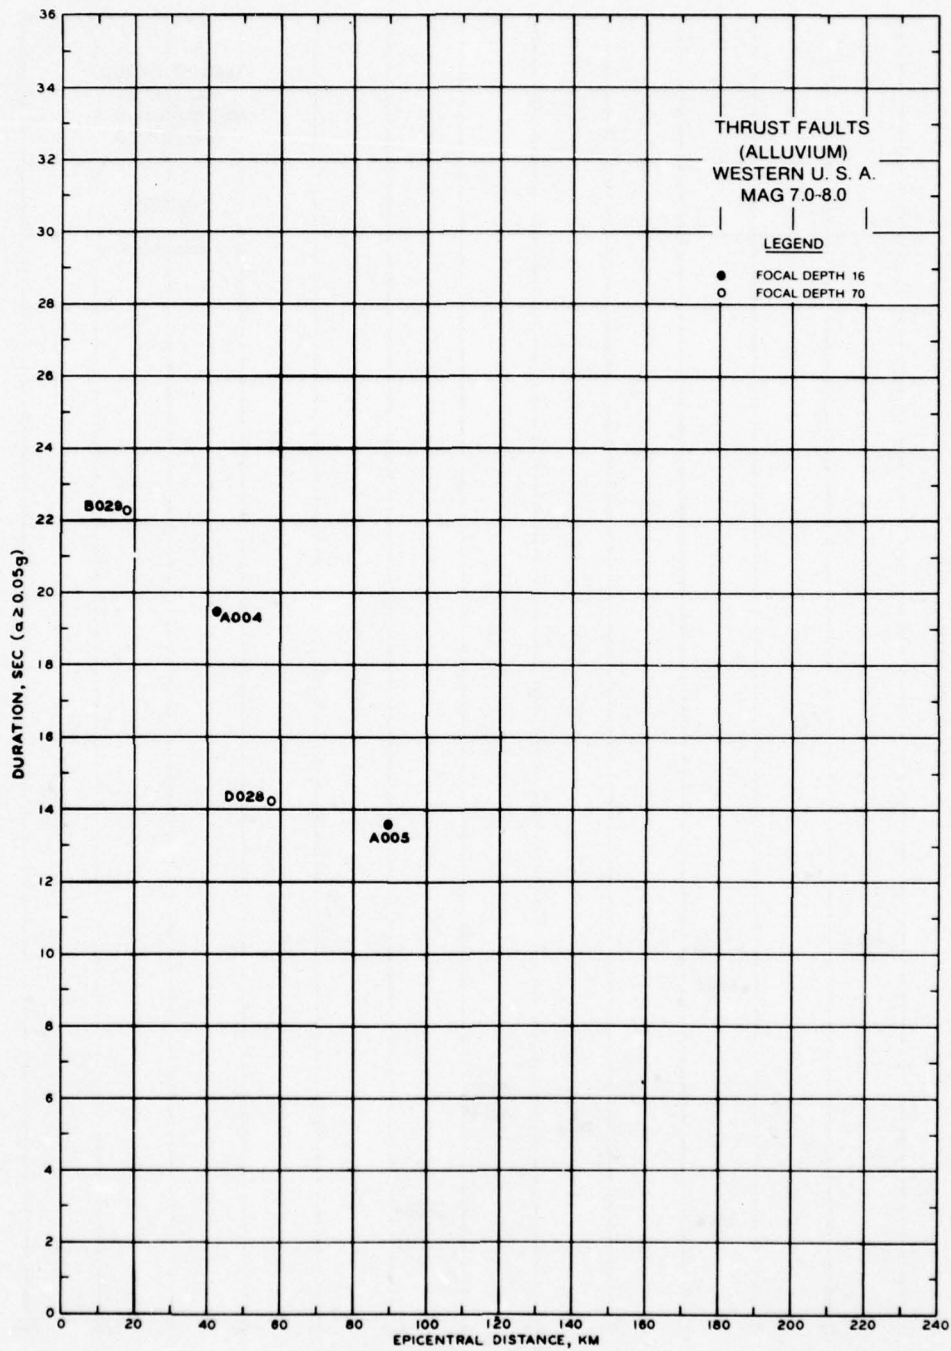 36
34
32
30
28
26
24
22
20
18
16
14
12
10
8
6
4
2
0
DURATION, SEC (a ≥ 0.05g)
THRUST FAULTS
(ALLUVIUM)
WESTERN U. S. A.
MAG 7.0-8.0
LEGEND
● FOCAL DEPTH 16
○ FOCAL DEPTH 70
B029
A004
D028
A005
0 20 40 60 80 100 120 140 160 180 200 220 240
EPICENTRAL DISTANCE, KM